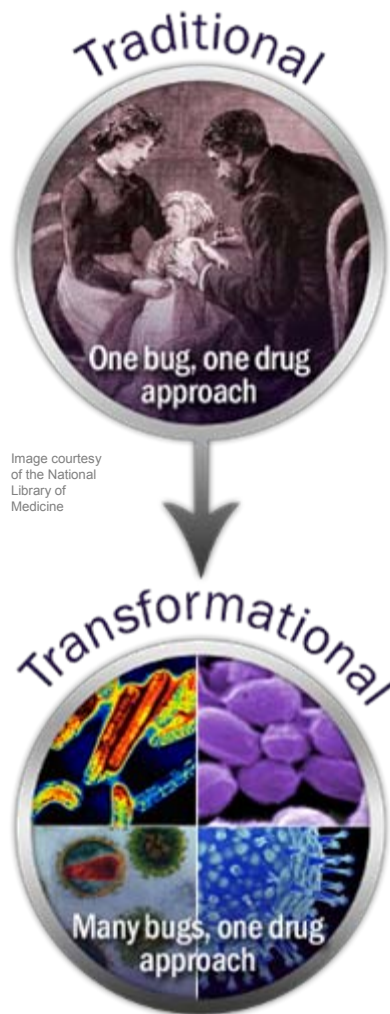 Traditional
One bug, one drug
approach
Image courtesy
of the National
Library of
Medicine
Transformational
Many bugs, one drug
approach